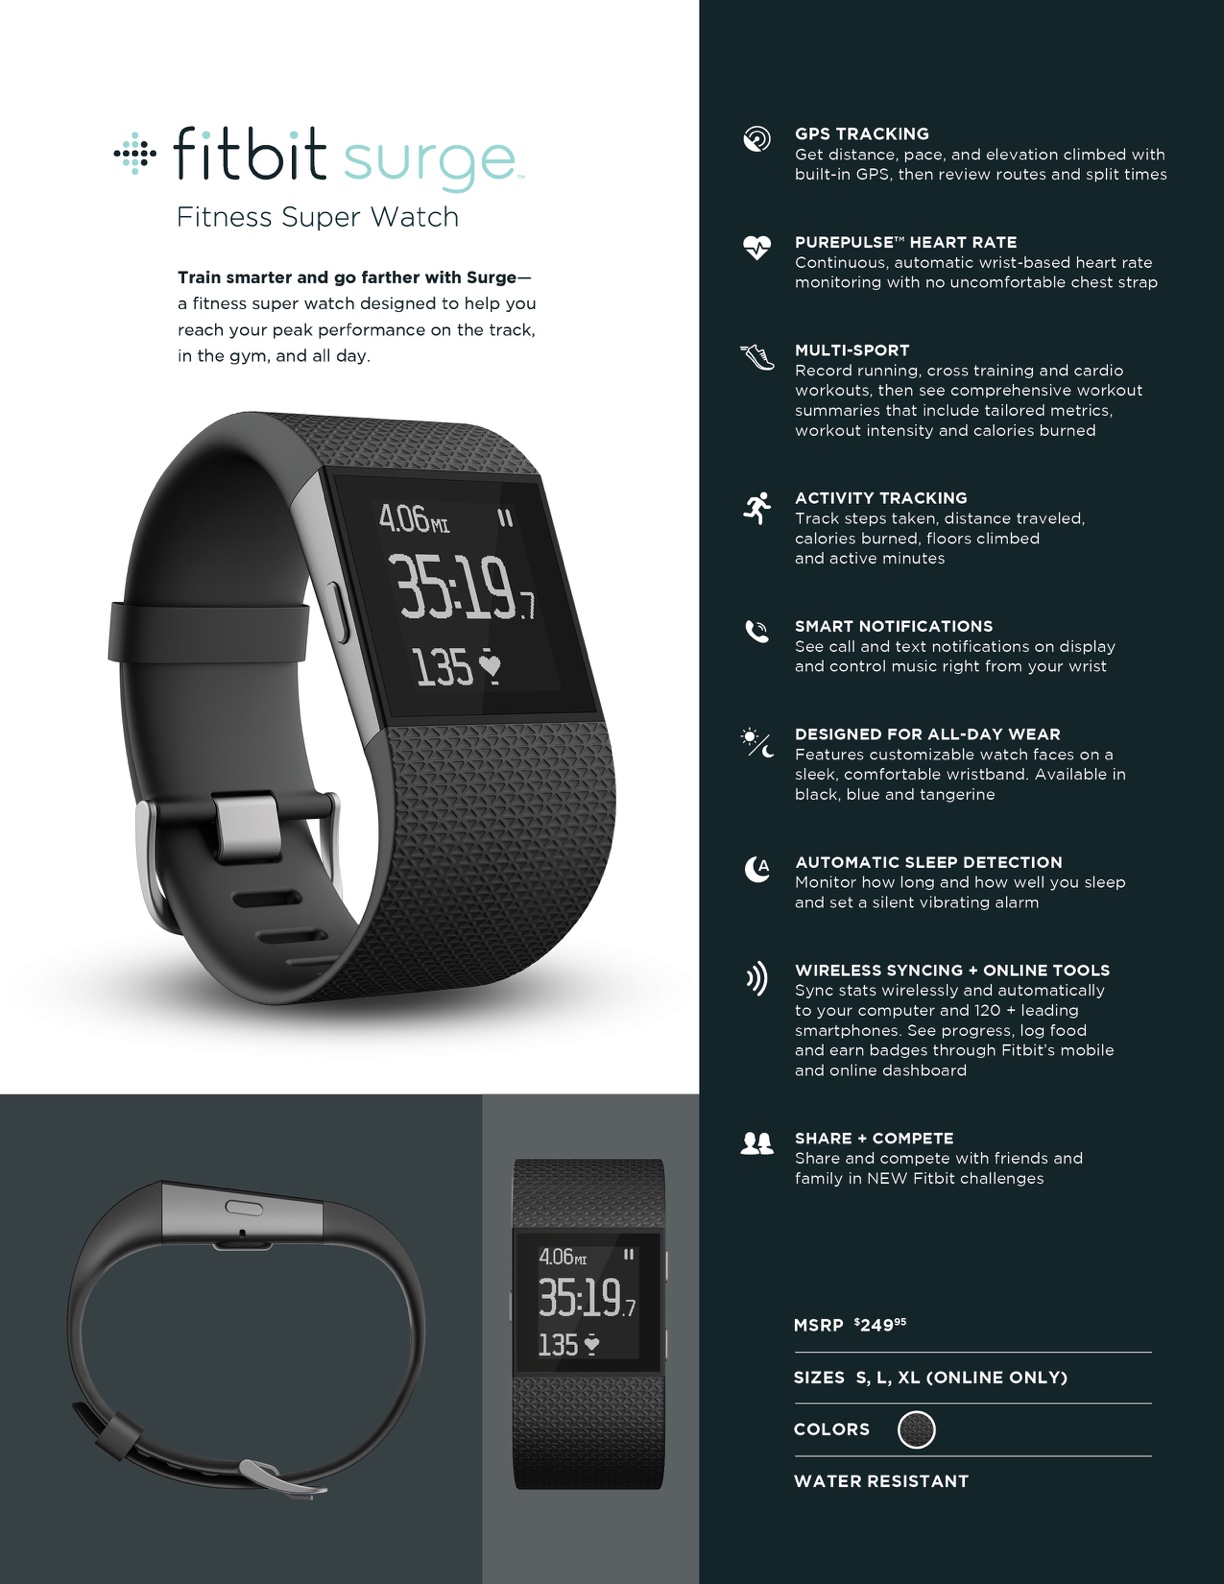 fitbit surge™
Fitness Super Watch
Train smarter and go farther with Surge—
a fitness super watch designed to help you
reach your peak performance on the track,
in the gym, and all day.
4.06MI
35:19.7
135
4.06MI
35:19.7
135
GPS TRACKING
Get distance, pace, and elevation climbed with
built-in GPS, then review routes and split times
PUREPULSE™ HEART RATE
Continuous, automatic wrist-based heart rate
monitoring with no uncomfortable chest strap
MULTI-SPORT
Record running, cross training and cardio
workouts, then see comprehensive workout
summaries that include tailored metrics,
workout intensity and calories burned
ACTIVITY TRACKING
Track steps taken, distance traveled,
calories burned, floors climbed
and active minutes
SMART NOTIFICATIONS
See call and text notifications on display
and control music right from your wrist
DESIGNED FOR ALL-DAY WEAR
Features customizable watch faces on a
sleek, comfortable wristband. Available in
black, blue and tangerine
A
AUTOMATIC SLEEP DETECTION
Monitor how long and how well you sleep
and set a silent vibrating alarm
WIRELESS SYNCING + ONLINE TOOLS
Sync stats wirelessly and automatically
to your computer and 120 + leading
smartphones. See progress, log food
and earn badges through Fitbit's mobile
and online dashboard
SHARE + COMPETE
Share and compete with friends and
family in NEW Fitbit challenges
MSRP $249⁹⁵
SIZES S, L, XL (ONLINE ONLY)
COLORS
WATER RESISTANT